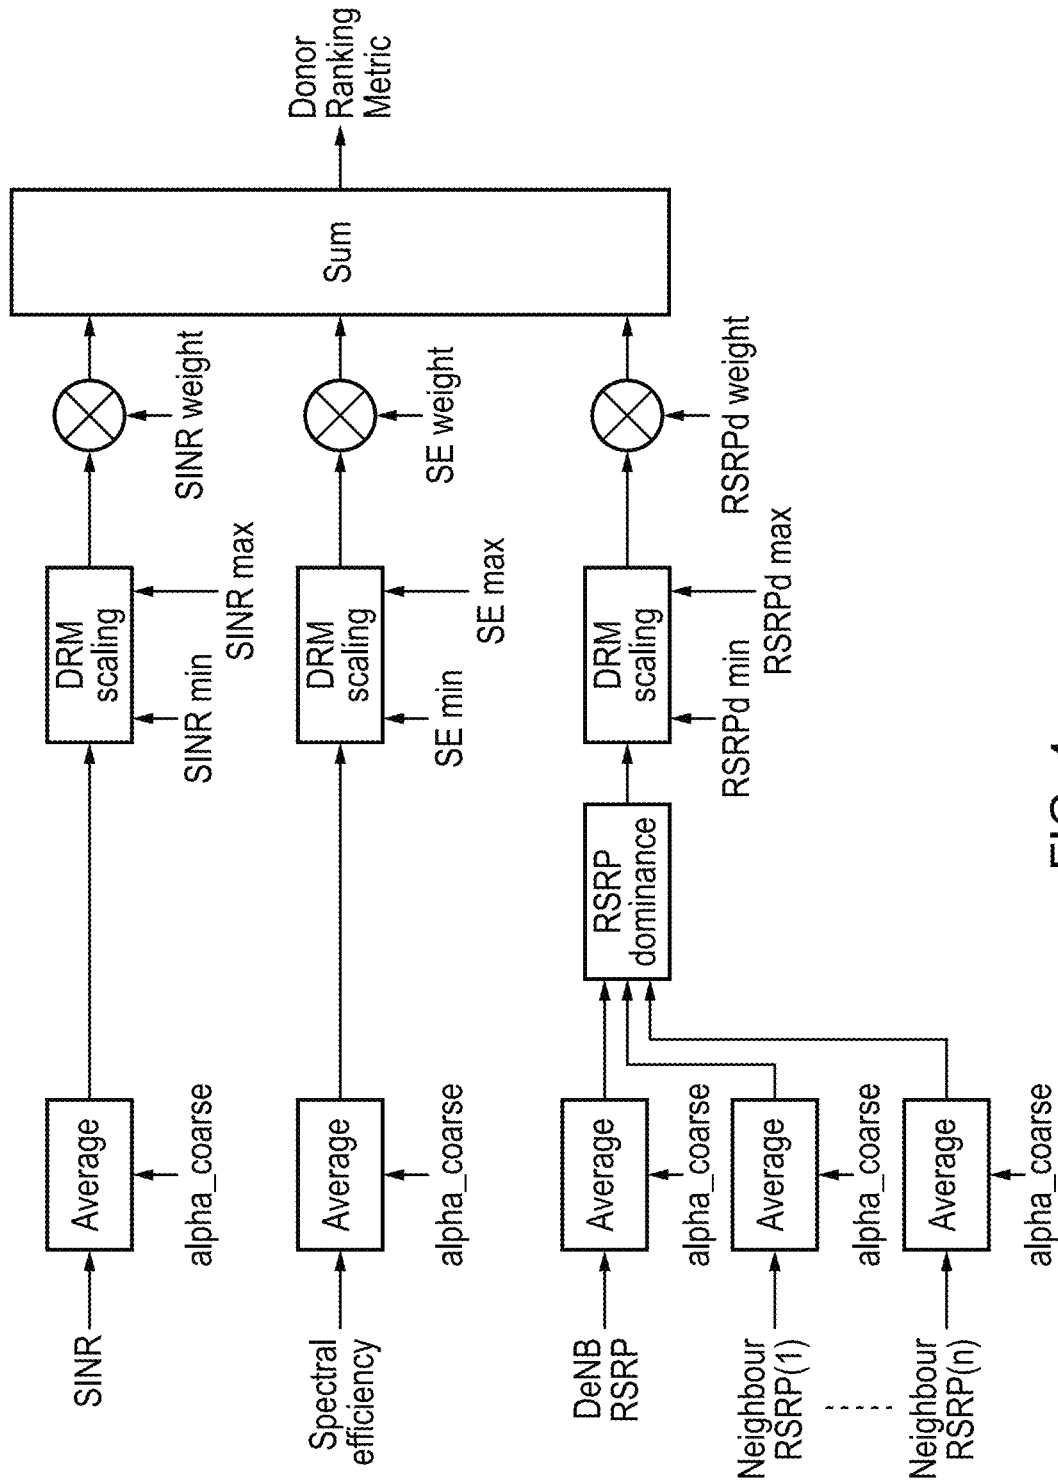 SINR
Average
alpha_coarse
DRM
scaling
SINR min
SINR max
SINR weight
Spectral
efficiency
Average
alpha_coarse
DRM
scaling
SE min
SE max
SE weight
Sum
Donor
Ranking
Metric
DeNB
RSRP
Average
alpha_coarse
Neighbour
RSRP(1)
Average
alpha_coarse
Neighbour
RSRP(n)
Average
alpha_coarse
RSRP
dominance
DRM
scaling
RSRPd min
RSRPd max
RSRPd weight